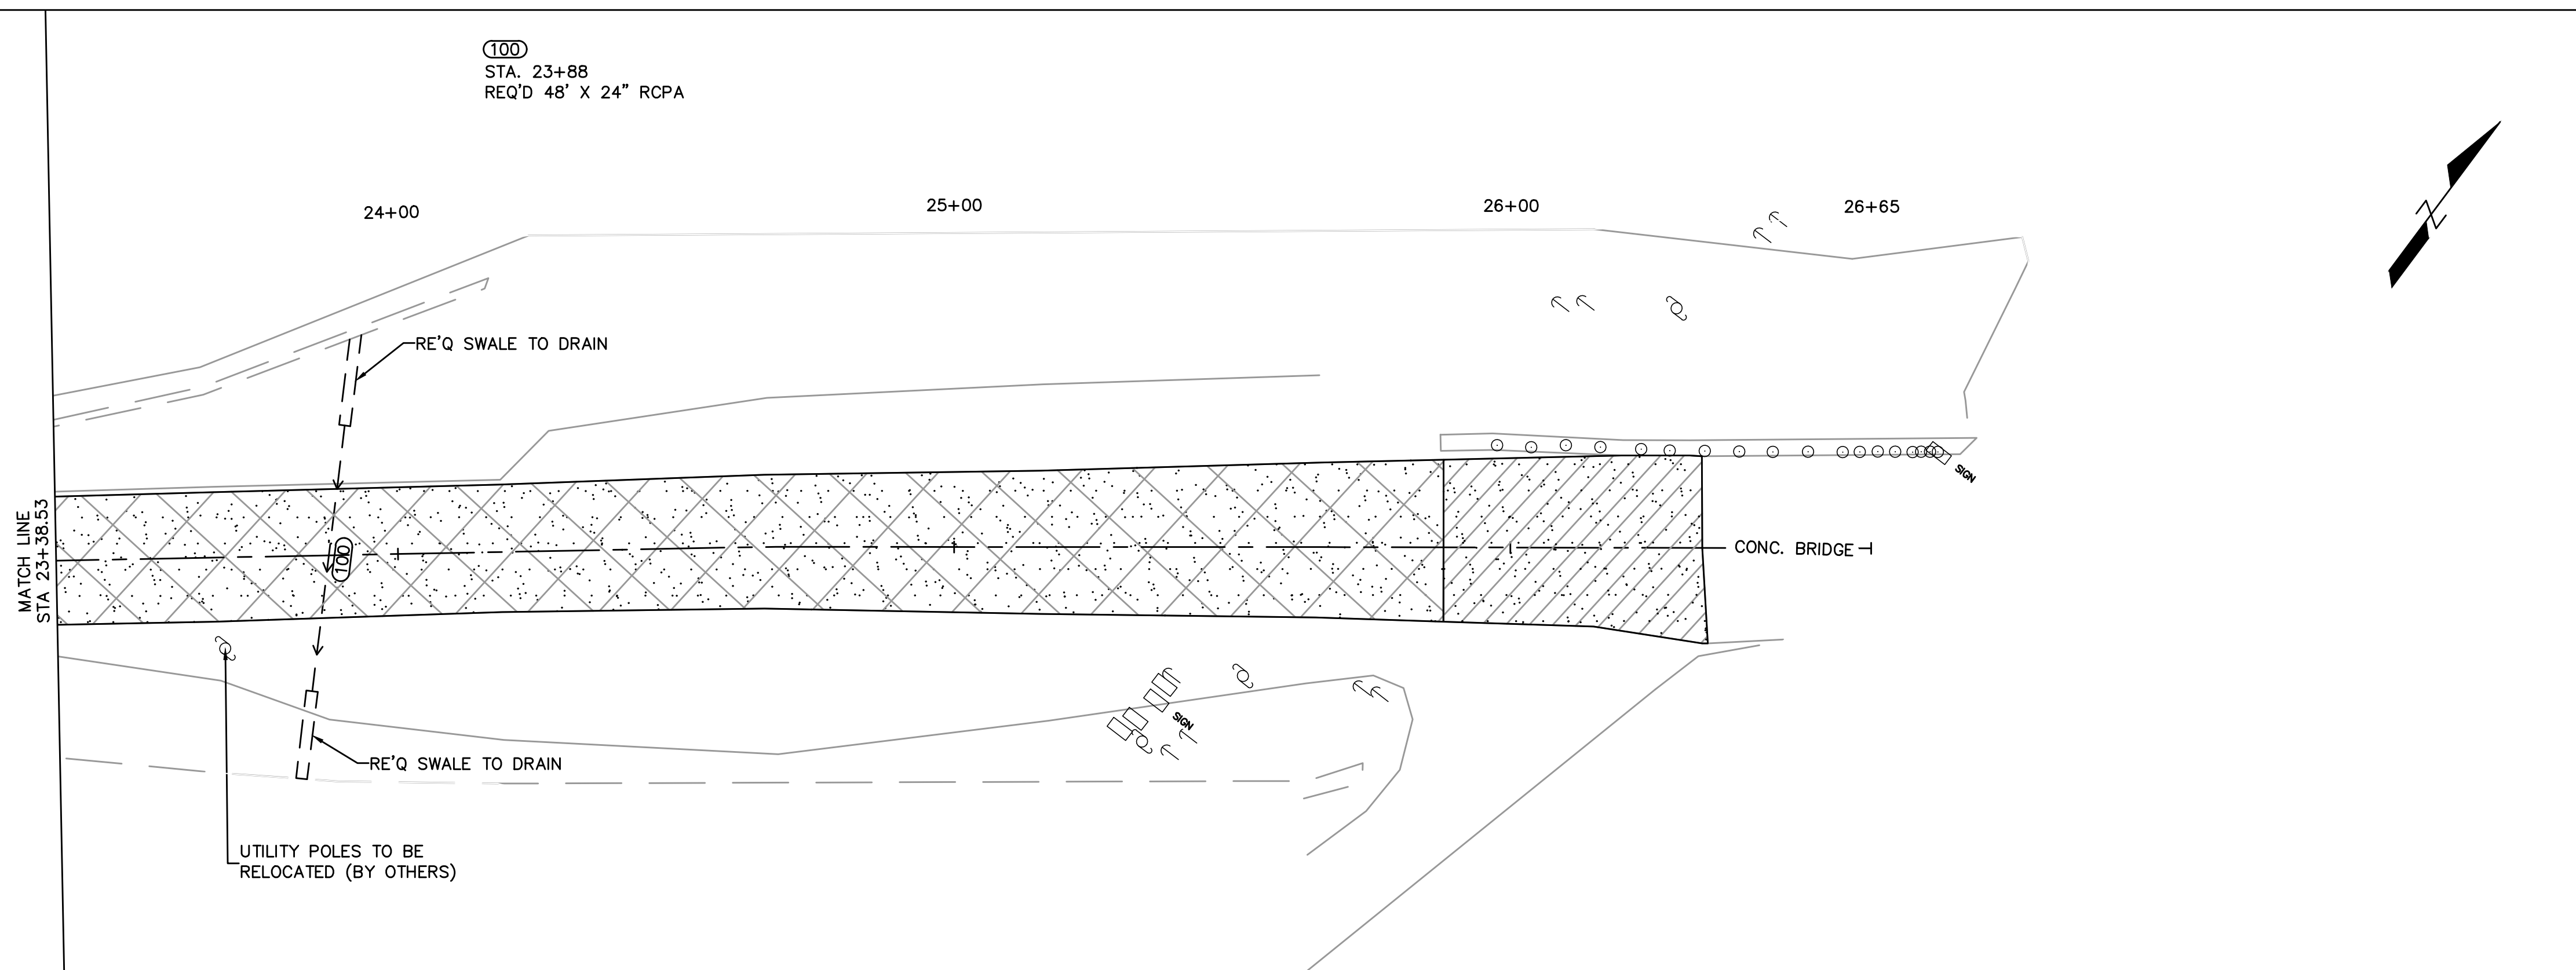 100
STA. 23+88
REQ'D 48' X 24" RCPA
24+00
25+00
26+00
26+65
RE'Q SWALE TO DRAIN
SIGN
MATCH LINE
STA 23+38.53
100
CONC. BRIDGE
SIGN
RE'Q SWALE TO DRAIN
UTILITY POLES TO BE
RELOCATED (BY OTHERS)
Z